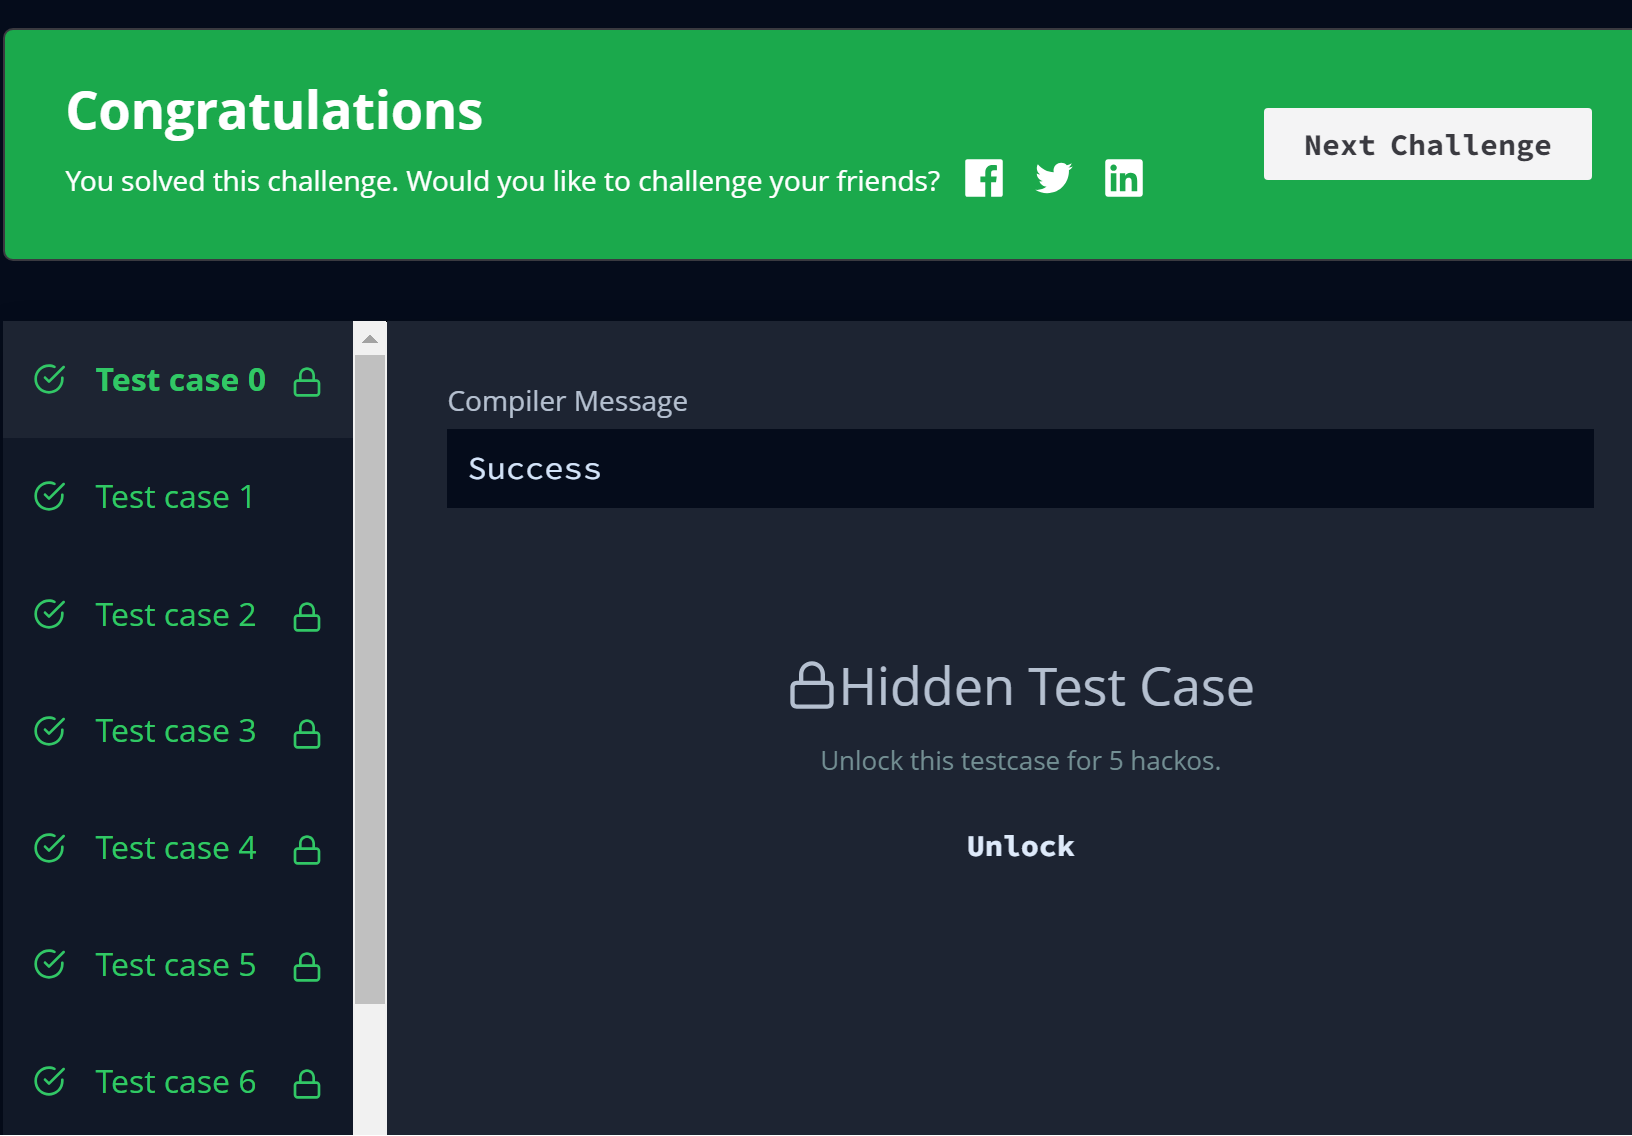 Congratulations
You solved this challenge. Would you like to challenge your friends?
Next Challenge
Test case 0
Test case 1
Test case 2
Test case 3
Test case 4
Test case 5
Test case 6
Compiler Message
Success
Hidden Test Case
Unlock this testcase for 5 hackos.
Unlock